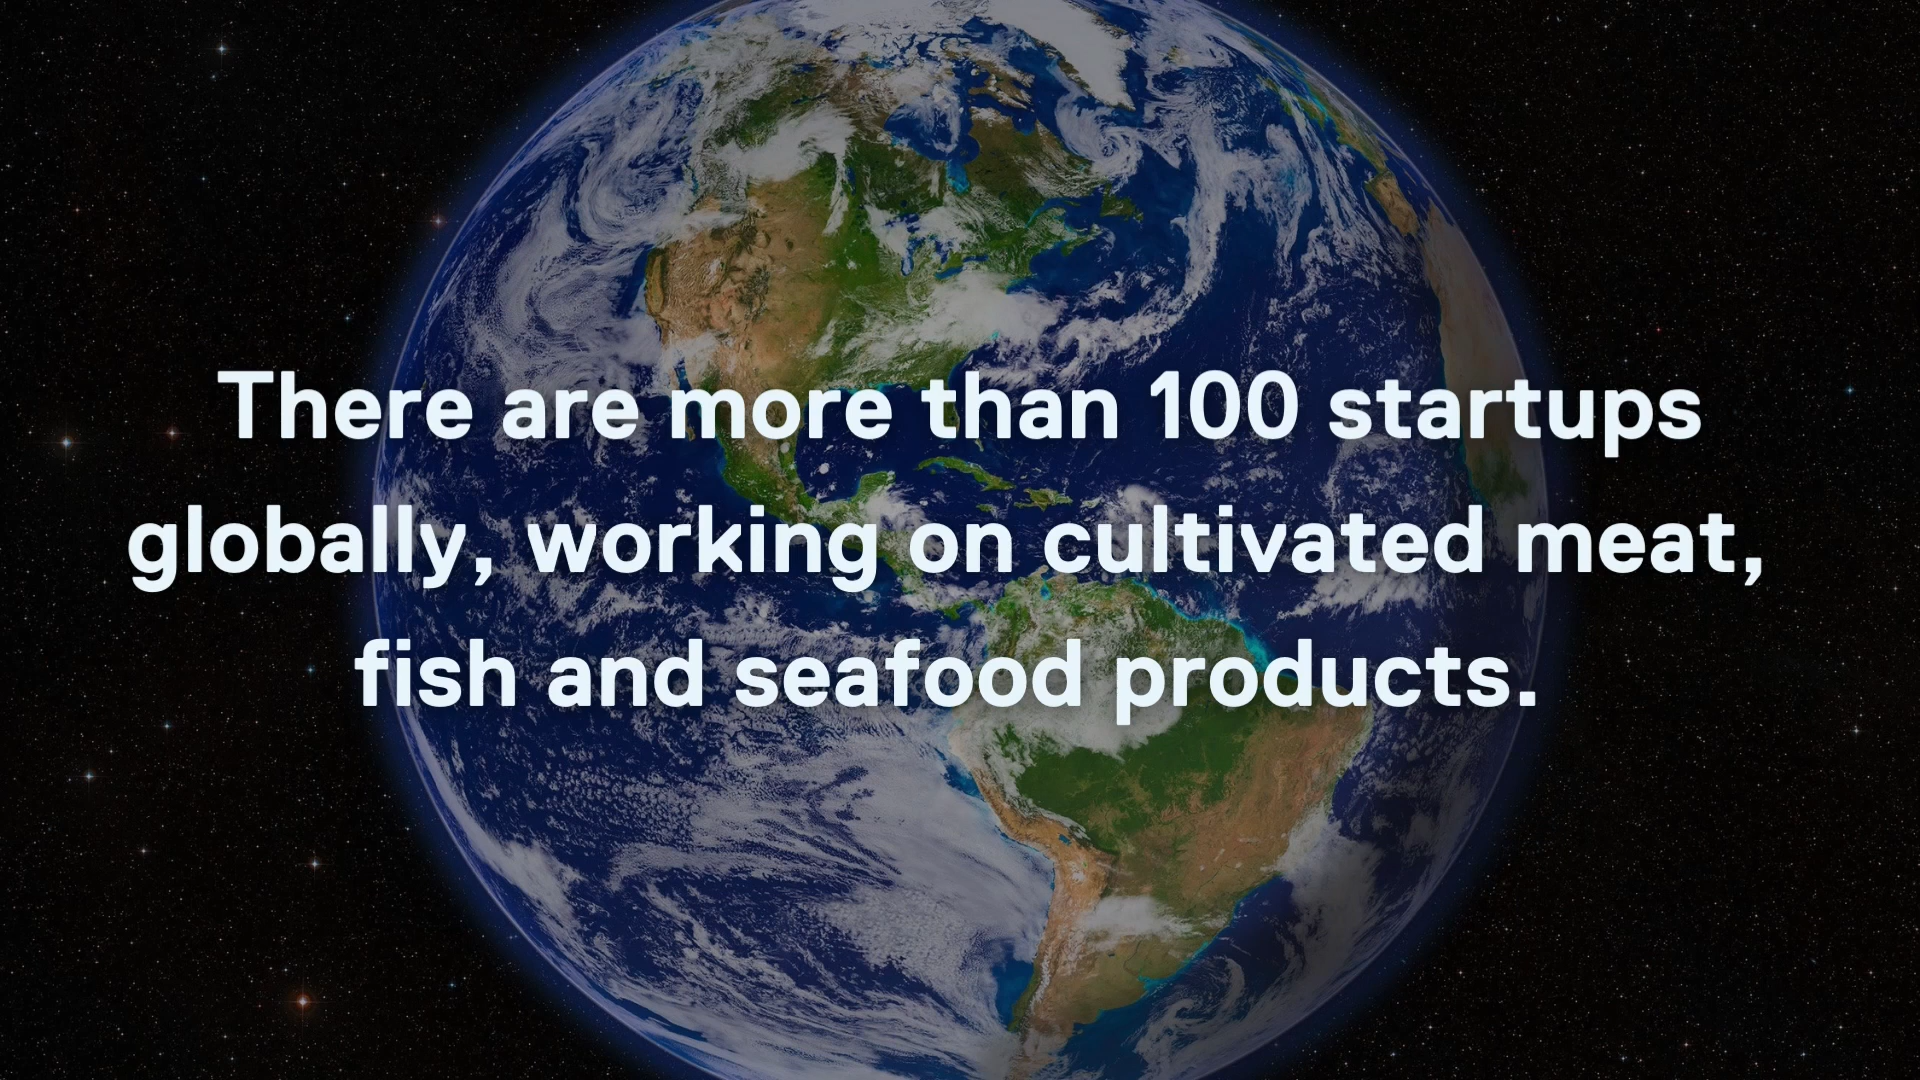 There are more than 100 startups
globally, working on cultivated meat,
fish and seafood products.